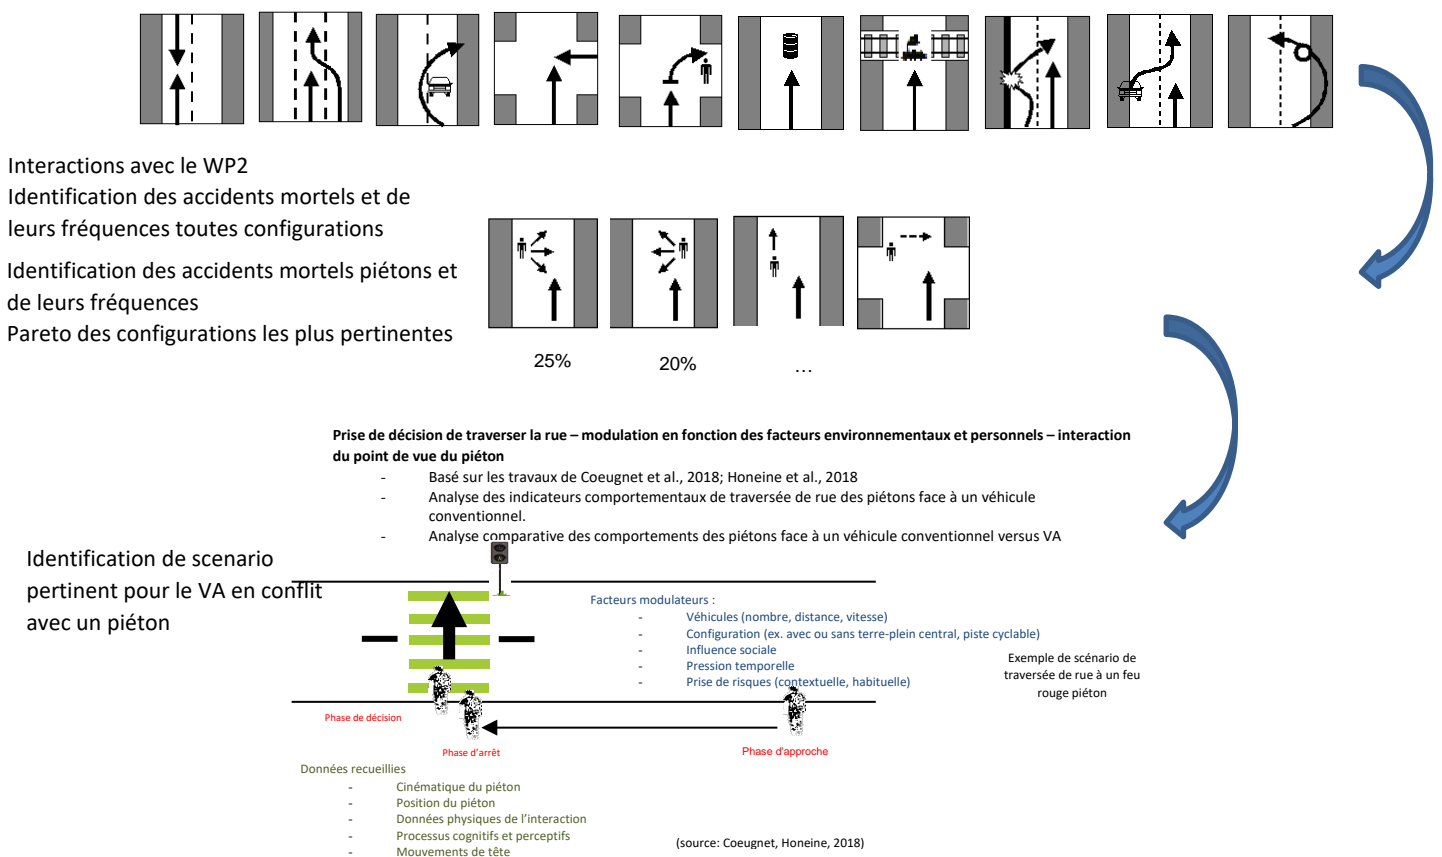 Interactions avec le WP2
Identification des accidents mortels et de
leurs fréquences toutes configurations
Identification des accidents mortels piétons et
de leurs fréquences
Pareto des configurations les plus pertinentes
25%
20%
...
Prise de décision de traverser la rue – modulation en fonction des facteurs environnementaux et personnels – interaction
du point de vue du piéton
- Basé sur les travaux de Coeugnet et al., 2018; Honeine et al., 2018
- Analyse des indicateurs comportementaux de traversée de rue des piétons face à un véhicule
conventionnel.
- Analyse comparative des comportements des piétons face à un véhicule conventionnel versus VA
Identification de scenario
pertinent pour le VA en conflit
avec un piéton
Facteurs modulateurs :
- Véhicules (nombre, distance, vitesse)
- Configuration (ex. avec ou sans terre-plein central, piste cyclable)
- Influence sociale
- Pression temporelle
- Prise de risques (contextuelle, habituelle)
Exemple de scénario de
traversée de rue à un feu
rouge piéton
Phase de décision
Phase d'arrêt
Phase d'approche
Données recueillies
- Cinématique du piéton
- Position du piéton
- Données physiques de l'interaction
- Processus cognitifs et perceptifs
- Mouvements de tête
(source: Coeugnet, Honeine, 2018)